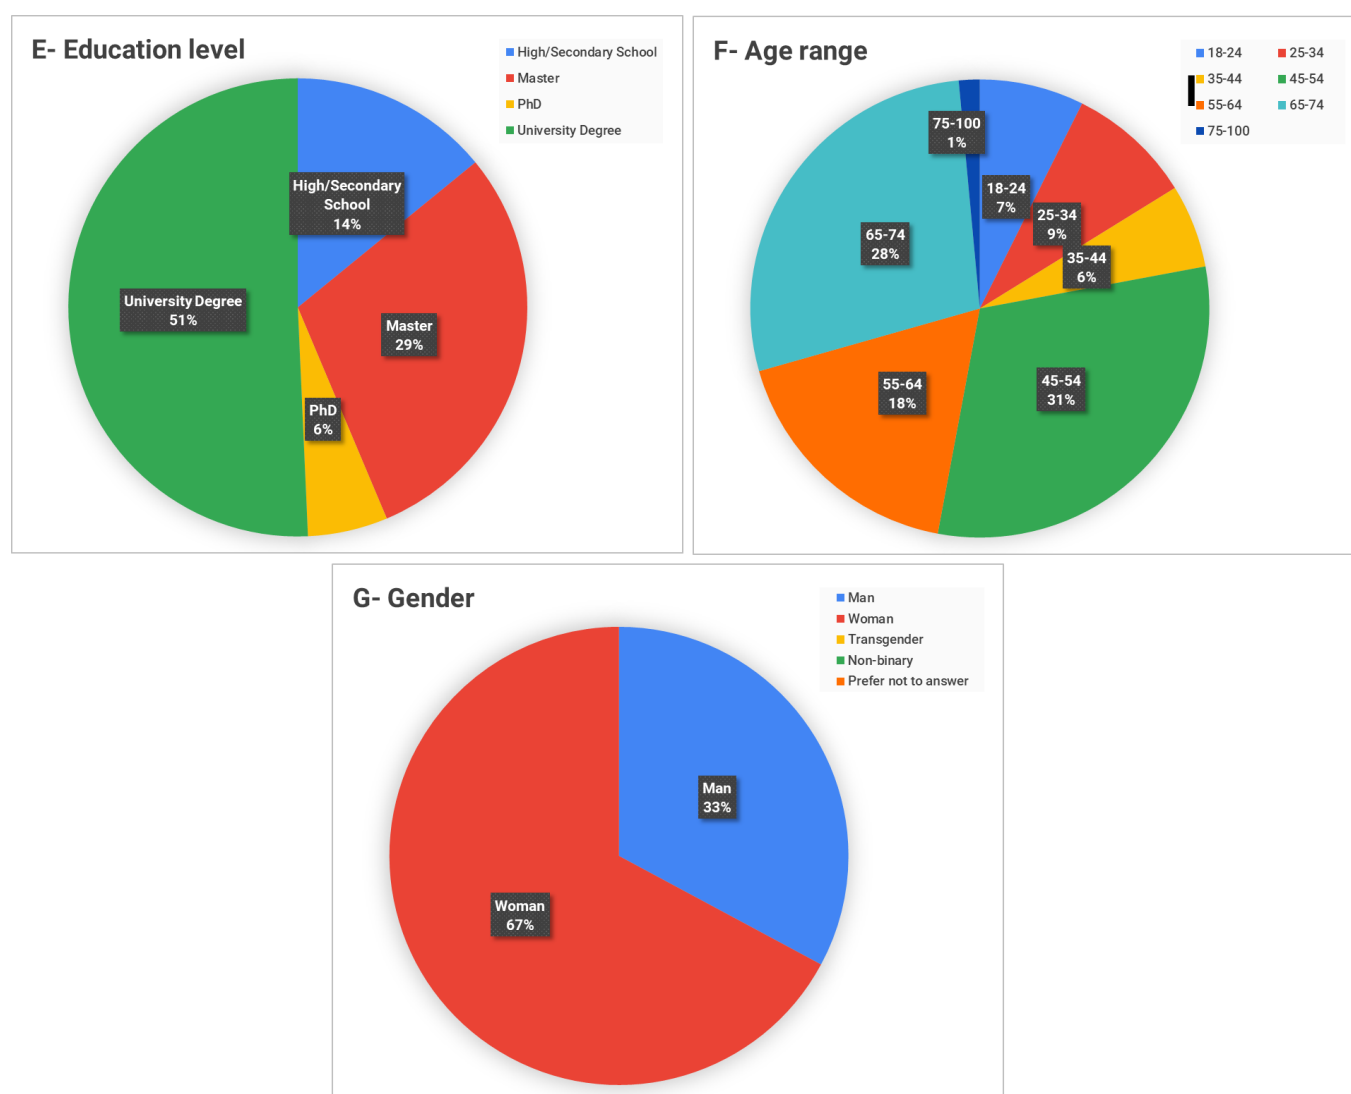 E- Education level
High/Secondary School
Master
PhD
University Degree
High/Secondary
School
14%
University Degree
51%
Master
29%
PhD
6%
F- Age range
18-24 25-34
35-44 45-54
55-64 65-74
75-100
75-100
1%
18-24
7%
25-34
9%
65-74
28%
35-44
6%
45-54
31%
55-64
18%
G- Gender
Man
Woman
Transgender
Non-binary
Prefer not to answer
Man
33%
Woman
67%